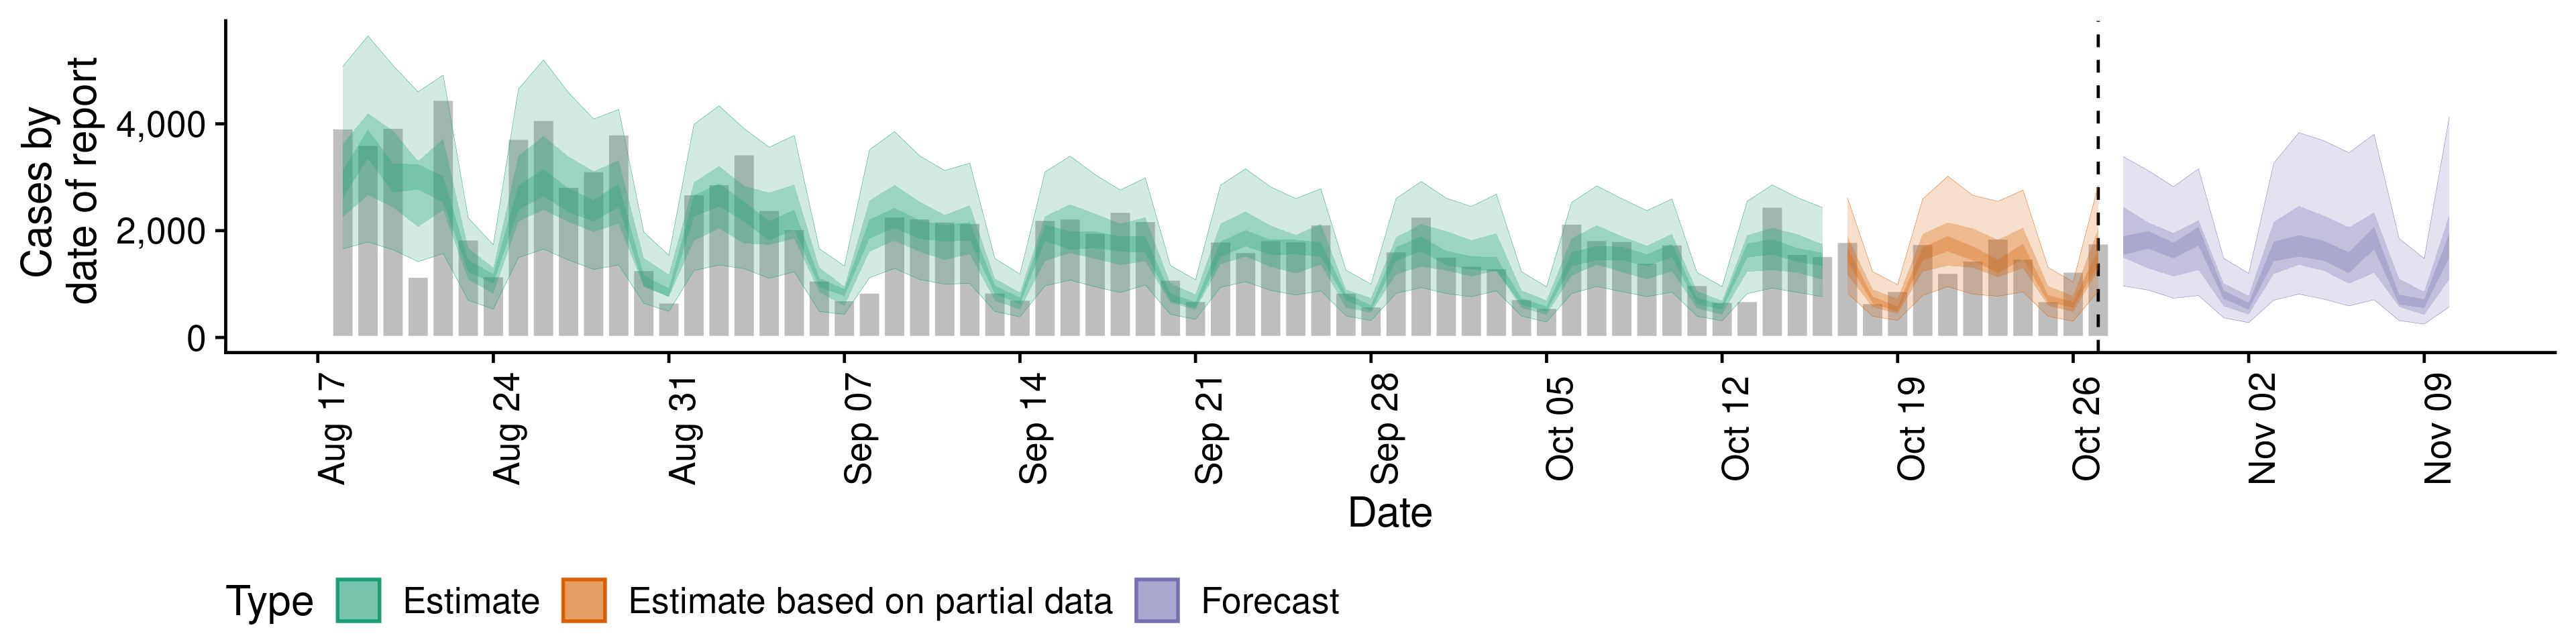 Cases by
date of report
4,000
2,000
0
Aug 17
Aug 24
Aug 31
Sep 07
Sep 14
Sep 21
Sep 28
Oct 05
Oct 12
Oct 19
Oct 26
Nov 02
Nov 09
Date
Type Estimate Estimate based on partial data Forecast